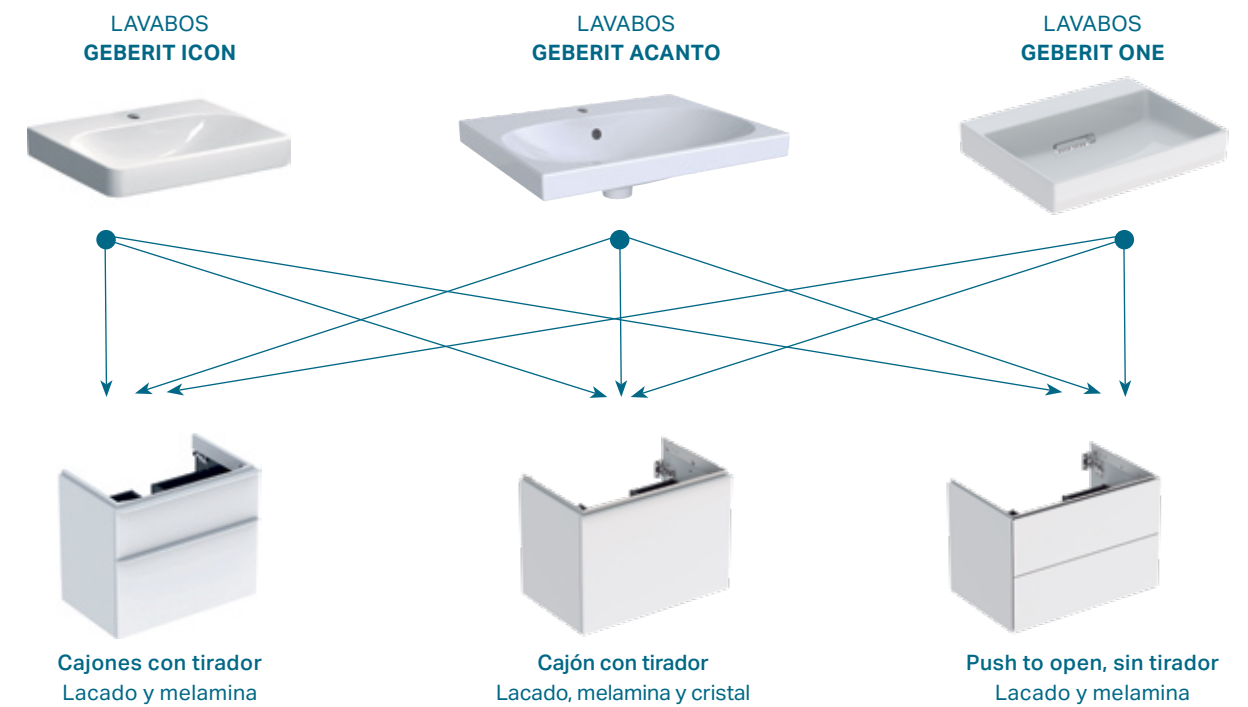 LAVABOS
GEBERIT ICON
LAVABOS
GEBERIT ACANTO
LAVABOS
GEBERIT ONE
Cajones con tirador
Lacado y melamina
Cajón con tirador
Lacado, melamina y cristal
Push to open, sin tirador
Lacado y melamina